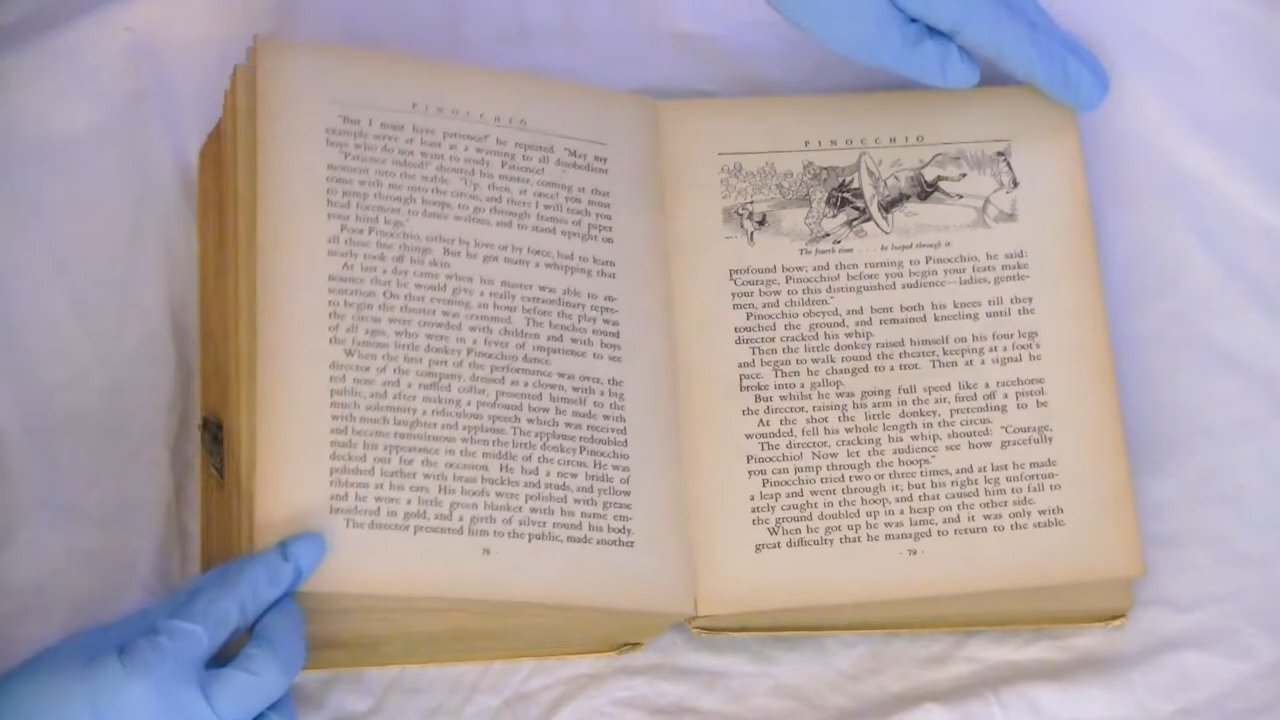 PINOCCHIO
"But I must have patience!" he repeated. "May my
example serve at least as a warning to all disobedient
boys who do not want to study. Patience!
"Patience indeed!" shouted his master, coming at that
moment into the stable. "Up, then, at once! you must
come with me into the circus, and there I will teach you
to jump through hoops, to go through frames of paper
head foremost, to dance waltzes, and to stand upright on
your hind legs."
Poor Pinocchio, either by love or by force, had to learn
all these fine things. But he got many a whipping that
nearly took off his skin.
At last a day came when his master was able to an-
nounce that he would give a really extraordinary repre-
sentation. On that evening, an hour before the play was
to begin the theater was crammed. The benches round
the circus were crowded with children and with boys
of all ages, who were in a fever of impatience to see
the famous little donkey Pinocchio dance.
When the first part of the performance was over, the
director of the company, dressed as a clown, with a big
red nose and a ruffled collar, presented himself to the
public, and after making a profound bow he made with
much solemnity a ridiculous speech which was received
with much laughter and applause. The applause redoubled
and became tumultuous when the little donkey Pinocchio
made his appearance in the middle of the circus. He was
decked out for the occasion. He had a new bridle of
polished leather with brass buckles and studs, and yellow
ribbons at his ears. His hoofs were polished with grease
and he wore a little green blanket with his name em-
broidered in gold, and a girth of silver round his body.
The director presented him to the public, made another
78 ·
PINOCCHIO
The fourth time . . . he leaped through it.
profound bow; and then turning to Pinocchio, he said:
"Courage, Pinocchio! before you begin your feats make
your bow to this distinguished audience—ladies, gentle-
men, and children."
Pinocchio obeyed, and bent both his knees till they
touched the ground, and remained kneeling until the
director cracked his whip.
Then the little donkey raised himself on his four legs
and began to walk round the theater, keeping at a foot's
pace. Then he changed to a trot. Then at a signal he
broke into a gallop.
But whilst he was going full speed like a racehorse
the director, raising his arm in the air, fired off a pistol.
At the shot the little donkey, pretending to be
wounded, fell his whole length in the circus.
The director, cracking his whip, shouted: "Courage,
Pinocchio! Now let the audience see how gracefully
you can jump through the hoops."
Pinocchio tried two or three times, and at last he made
a leap and went through it; but his right leg unfortun-
ately caught in the hoop, and that caused him to fall to
the ground doubled up in a heap on the other side.
When he got up he was lame, and it was only with
great difficulty that he managed to return to the stable.
· 79 ·